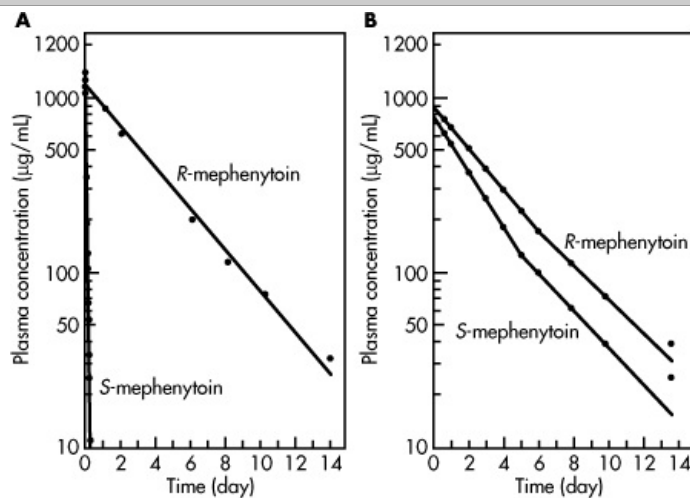 A
1200
1000
500
100
50
10
Plasma concentration (μg/mL)
R-mephenytoin
S-mephenytoin
0 2 4 6 8 10 12 14
Time (day)
B
1200
1000
500
100
50
10
Plasma concentration (μg/mL)
R-mephenytoin
S-mephenytoin
0 2 4 6 8 10 12 14
Time (day)